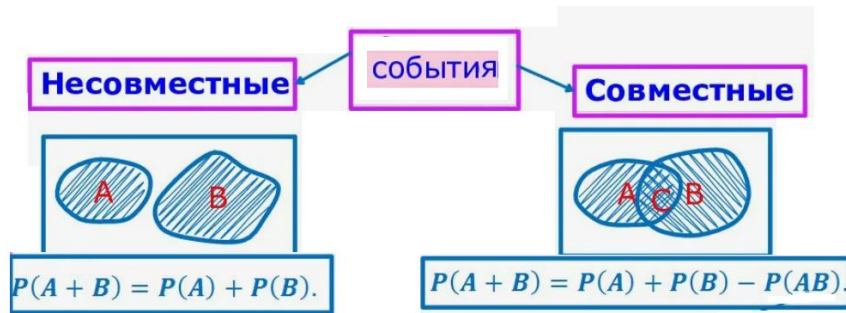 события
Несовместные
Совместные
A
B
A
C
B
P(A + B) = P(A) + P(B).
P(A + B) = P(A) + P(B) − P(AB).